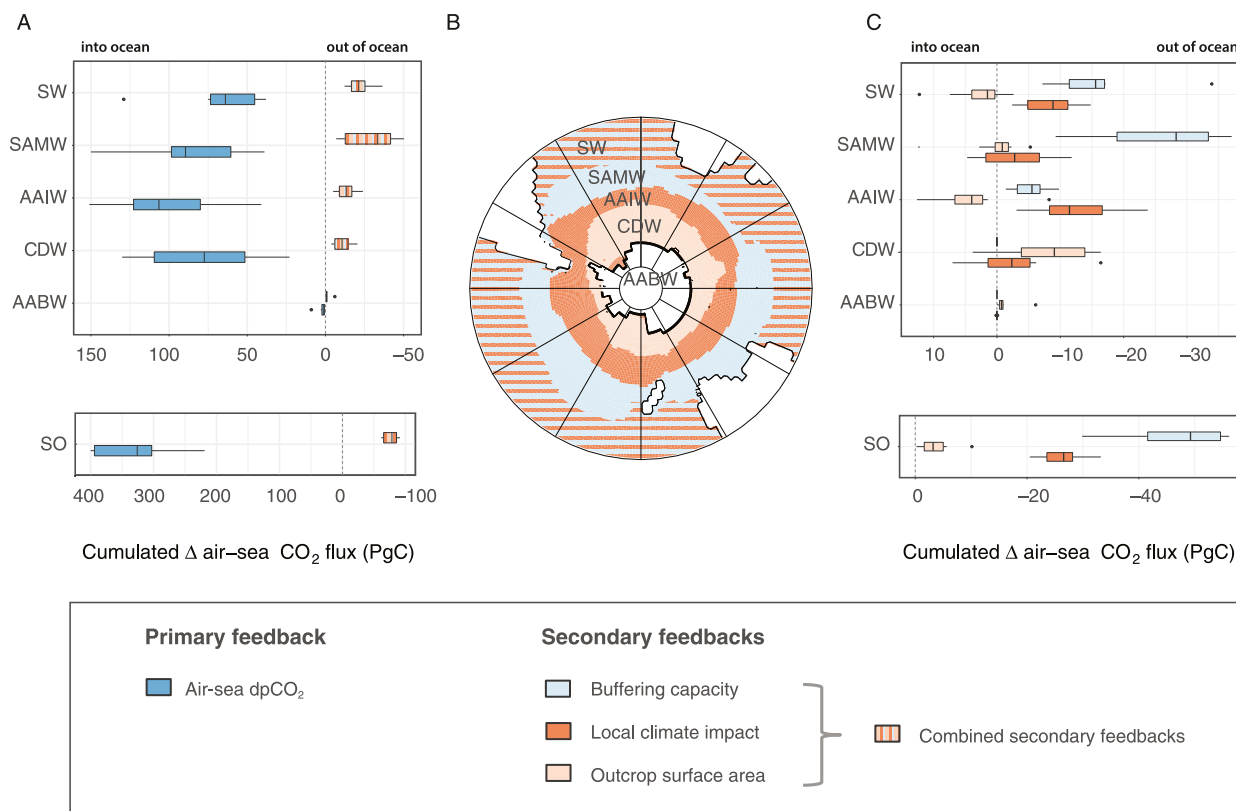 A
into ocean
out of ocean
SW
SAMW
AAIW
CDW
AABW
150
100
50
0
−50
SO
400
300
200
100
0
−100
Cumulated Δ air−sea CO₂ flux (PgC)
B
SW
SAMW
AAIW
CDW
AABW
C
into ocean
out of ocean
SW
SAMW
AAIW
CDW
AABW
10
0
−10
−20
−30
SO
0
−20
−40
Cumulated Δ air−sea CO₂ flux (PgC)
Primary feedback
Air-sea dpCO₂
Secondary feedbacks
Buffering capacity
Local climate impact
Outcrop surface area
Combined secondary feedbacks